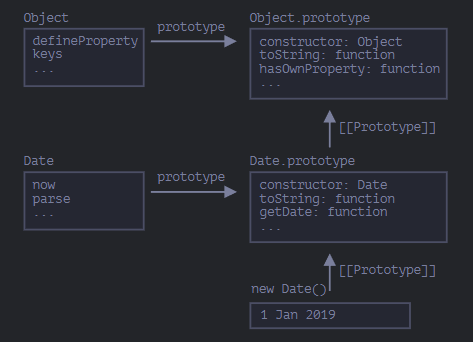 Object
defineProperty
keys
...
prototype
Object.prototype
constructor: Object
toString: function
hasOwnProperty: function
...
[[Prototype]]
Date
now
parse
...
prototype
Date.prototype
constructor: Date
toString: function
getDate: function
...
[[Prototype]]
new Date()
1 Jan 2019